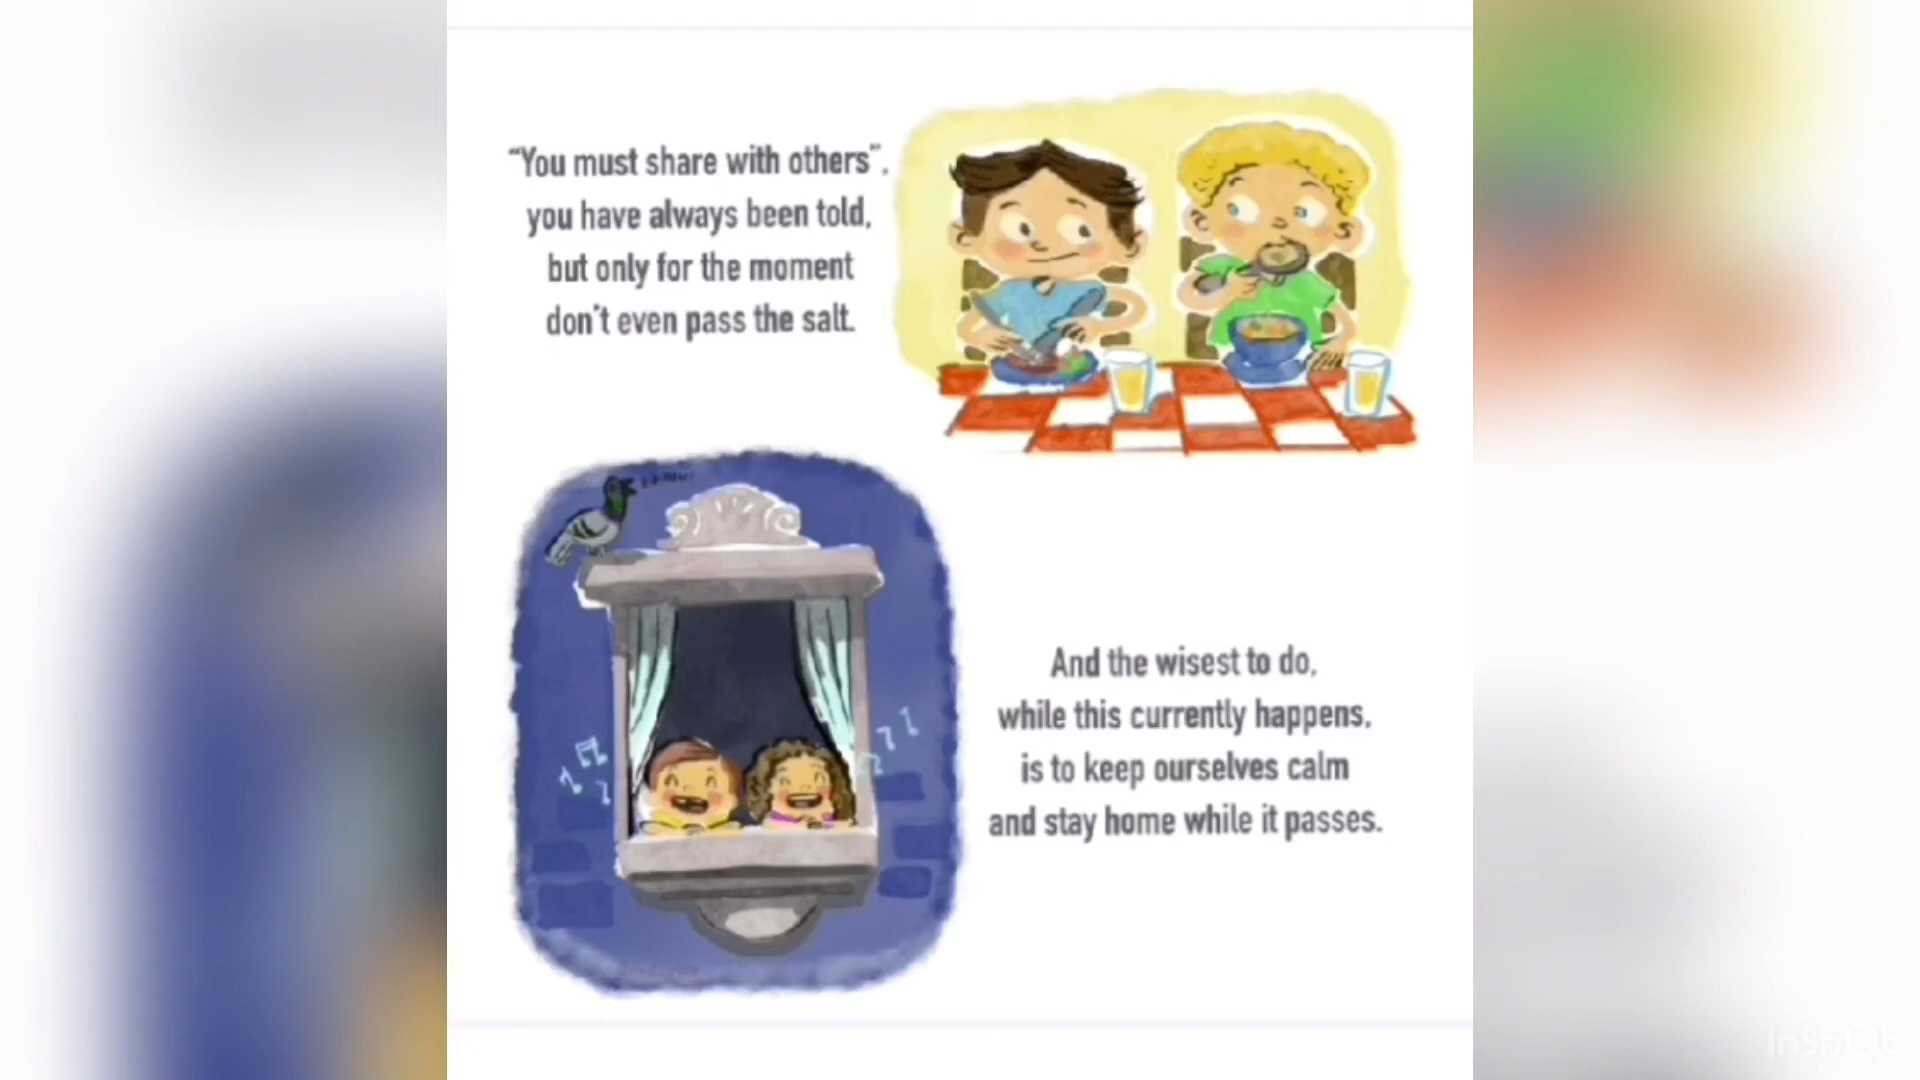 “You must share with others”,
you have always been told,
but only for the moment
don't even pass the salt.
And the wisest to do,
while this currently happens,
is to keep ourselves calm
and stay home while it passes.
InShOt